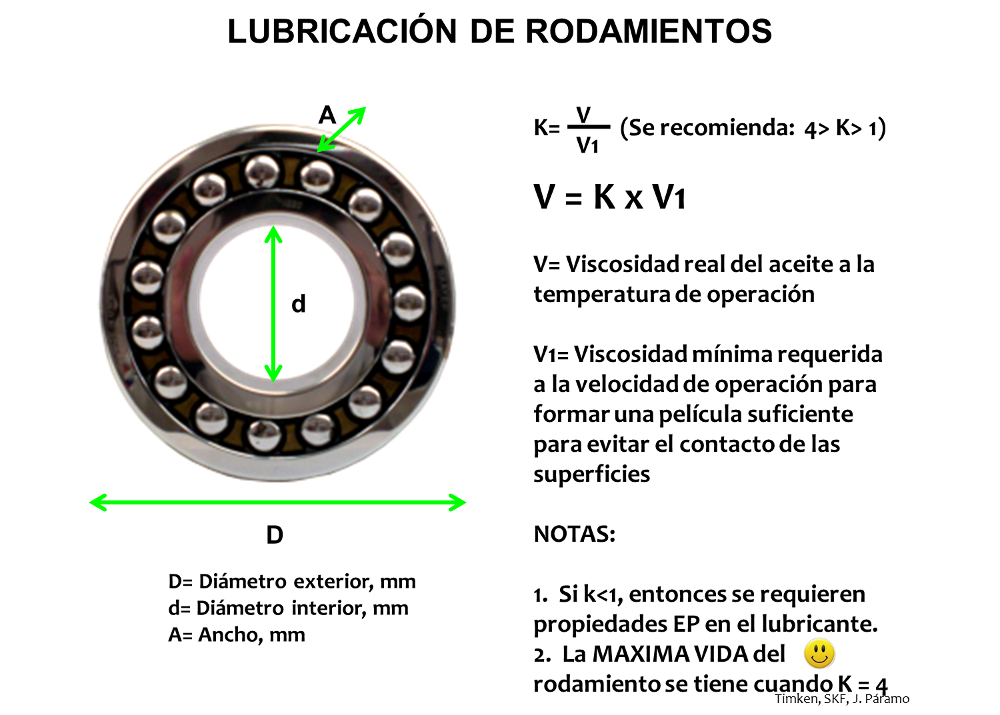 LUBRICACIÓN DE RODAMIENTOS
A
d
D
D= Diámetro exterior, mm
d= Diámetro interior, mm
A= Ancho, mm
K= V / V1 (Se recomienda: 4> K> 1)
V = K x V1
V= Viscosidad real del aceite a la
temperatura de operación
V1= Viscosidad mínima requerida
a la velocidad de operación para
formar una película suficiente
para evitar el contacto de las
superficies
NOTAS:
1. Si k<1, entonces se requieren
propiedades EP en el lubricante.
2. La MAXIMA VIDA del
rodamiento se tiene cuando K = 4
Timken, SKF, J. Páramo